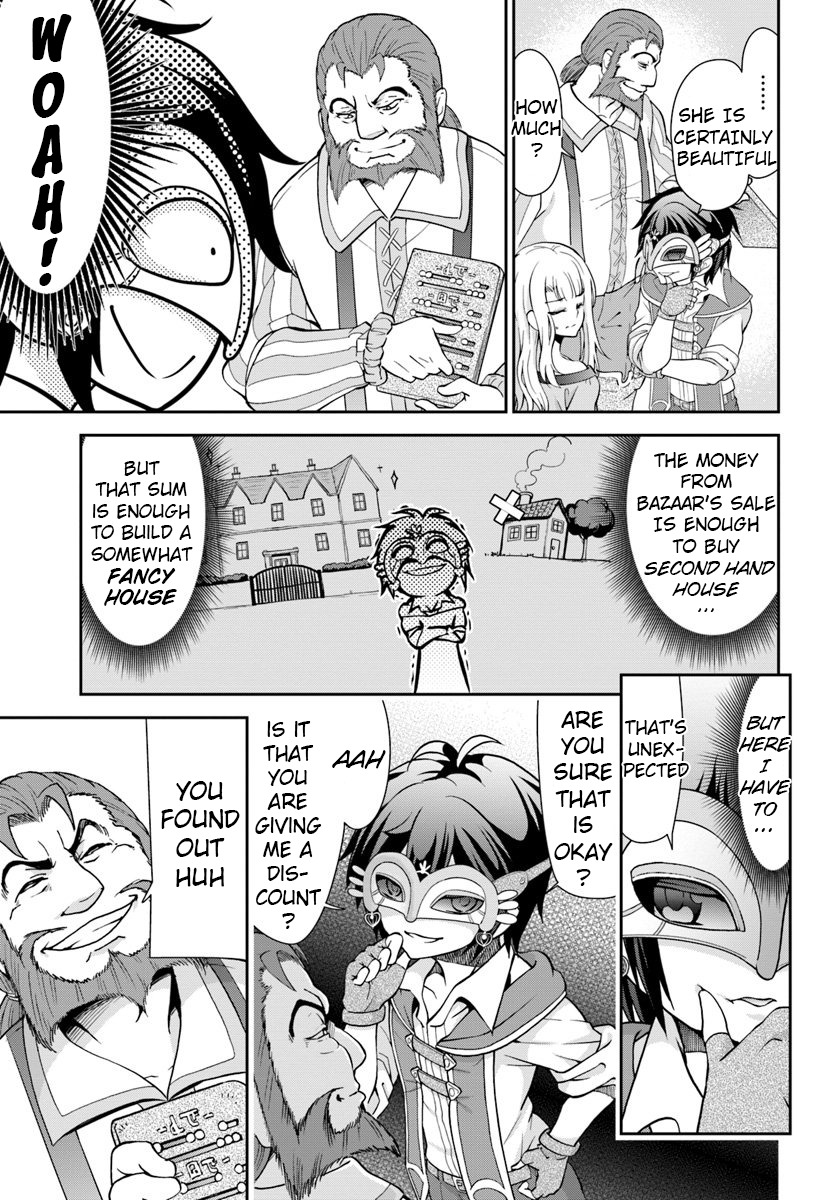 ......
SHE IS
CERTAINLY
BEAUTIFUL
HOW
MUCH
?
WOAH!
THE MONEY
FROM
BAZAAR'S SALE
IS ENOUGH
TO BUY
SECOND HAND
HOUSE
...
BUT
THAT SUM
IS ENOUGH
TO BUILD A
SOMEWHAT
FANCY
HOUSE
BUT
HERE
I
HAVE
TO
...
THAT'S
UNEX-
PECTED
ARE
YOU
SURE
THAT
IS
OKAY
?
AAH
IS IT
THAT
YOU
ARE
GIVING
ME A
DIS-
COUNT
?
YOU
FOUND
OUT
HUH